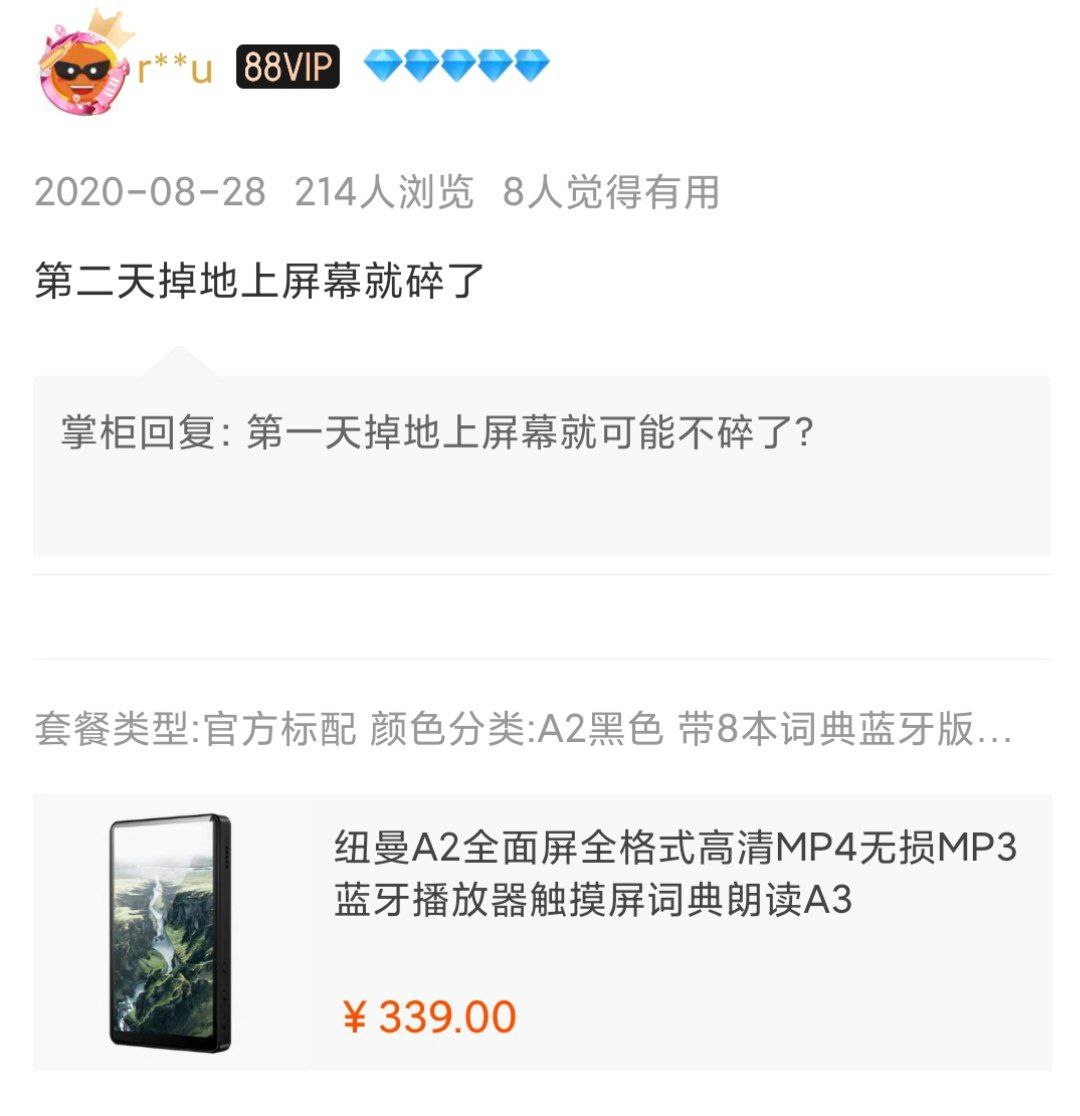 r**u 88VIP
2020-08-28 214人浏览 8人觉得有用
第二天掉地上屏幕就碎了
掌柜回复: 第一天掉地上屏幕就可能不碎了?
套餐类型:官方标配 颜色分类:A2黑色 带8本词典蓝牙版...
纽曼A2全面屏全格式高清MP4无损MP3
蓝牙播放器触摸屏词典朗读A3
¥ 339.00